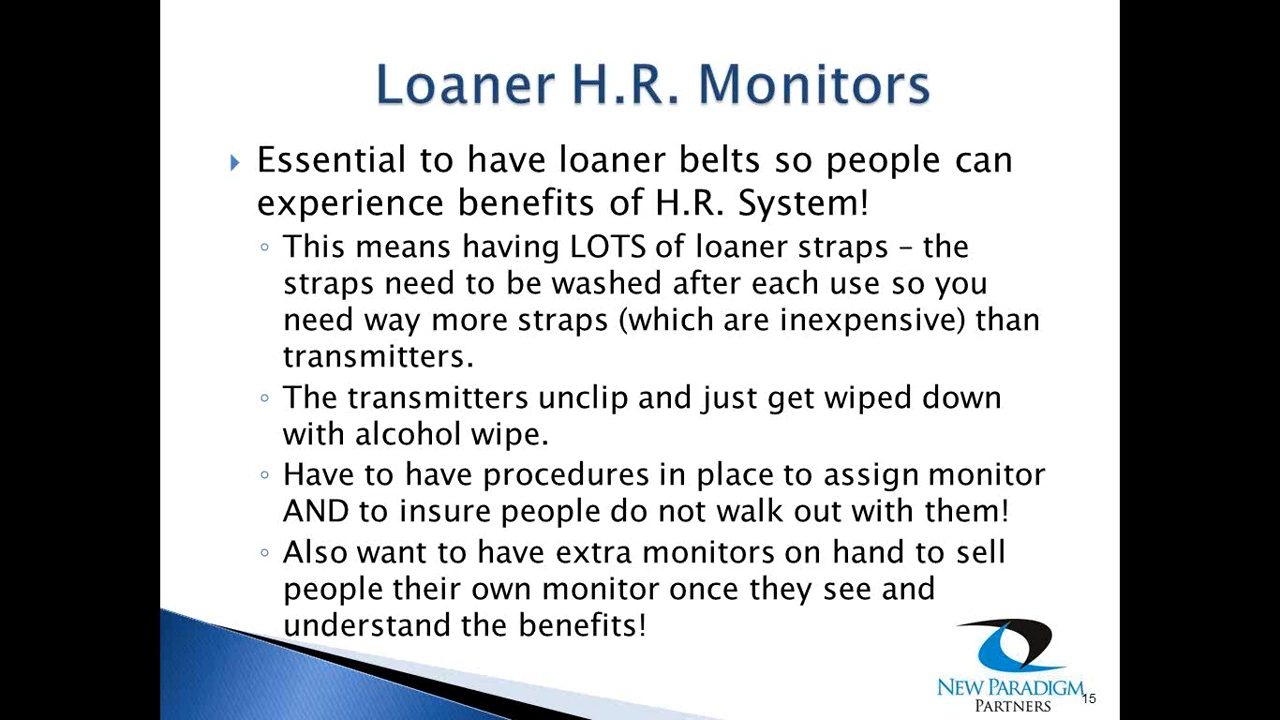 Loaner H.R. Monitors
Essential to have loaner belts so people can
experience benefits of H.R. System!
This means having LOTS of loaner straps – the
straps need to be washed after each use so you
need way more straps (which are inexpensive) than
transmitters.
The transmitters unclip and just get wiped down
with alcohol wipe.
Have to have procedures in place to assign monitor
AND to insure people do not walk out with them!
Also want to have extra monitors on hand to sell
people their own monitor once they see and
understand the benefits!
NEW PARADIGM
PARTNERS
15